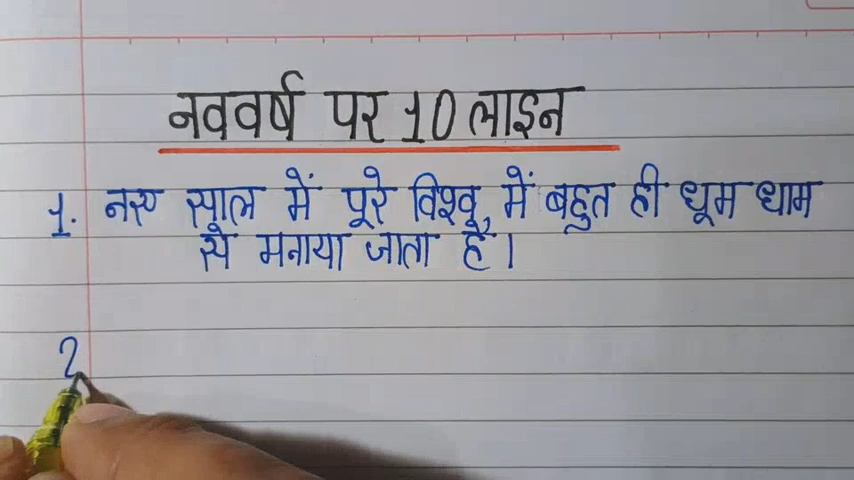 नववर्ष पर 10 लाइन
1. नए साल में पूरे विश्व में बहुत ही धूम धाम
से मनाया जाता है।
2